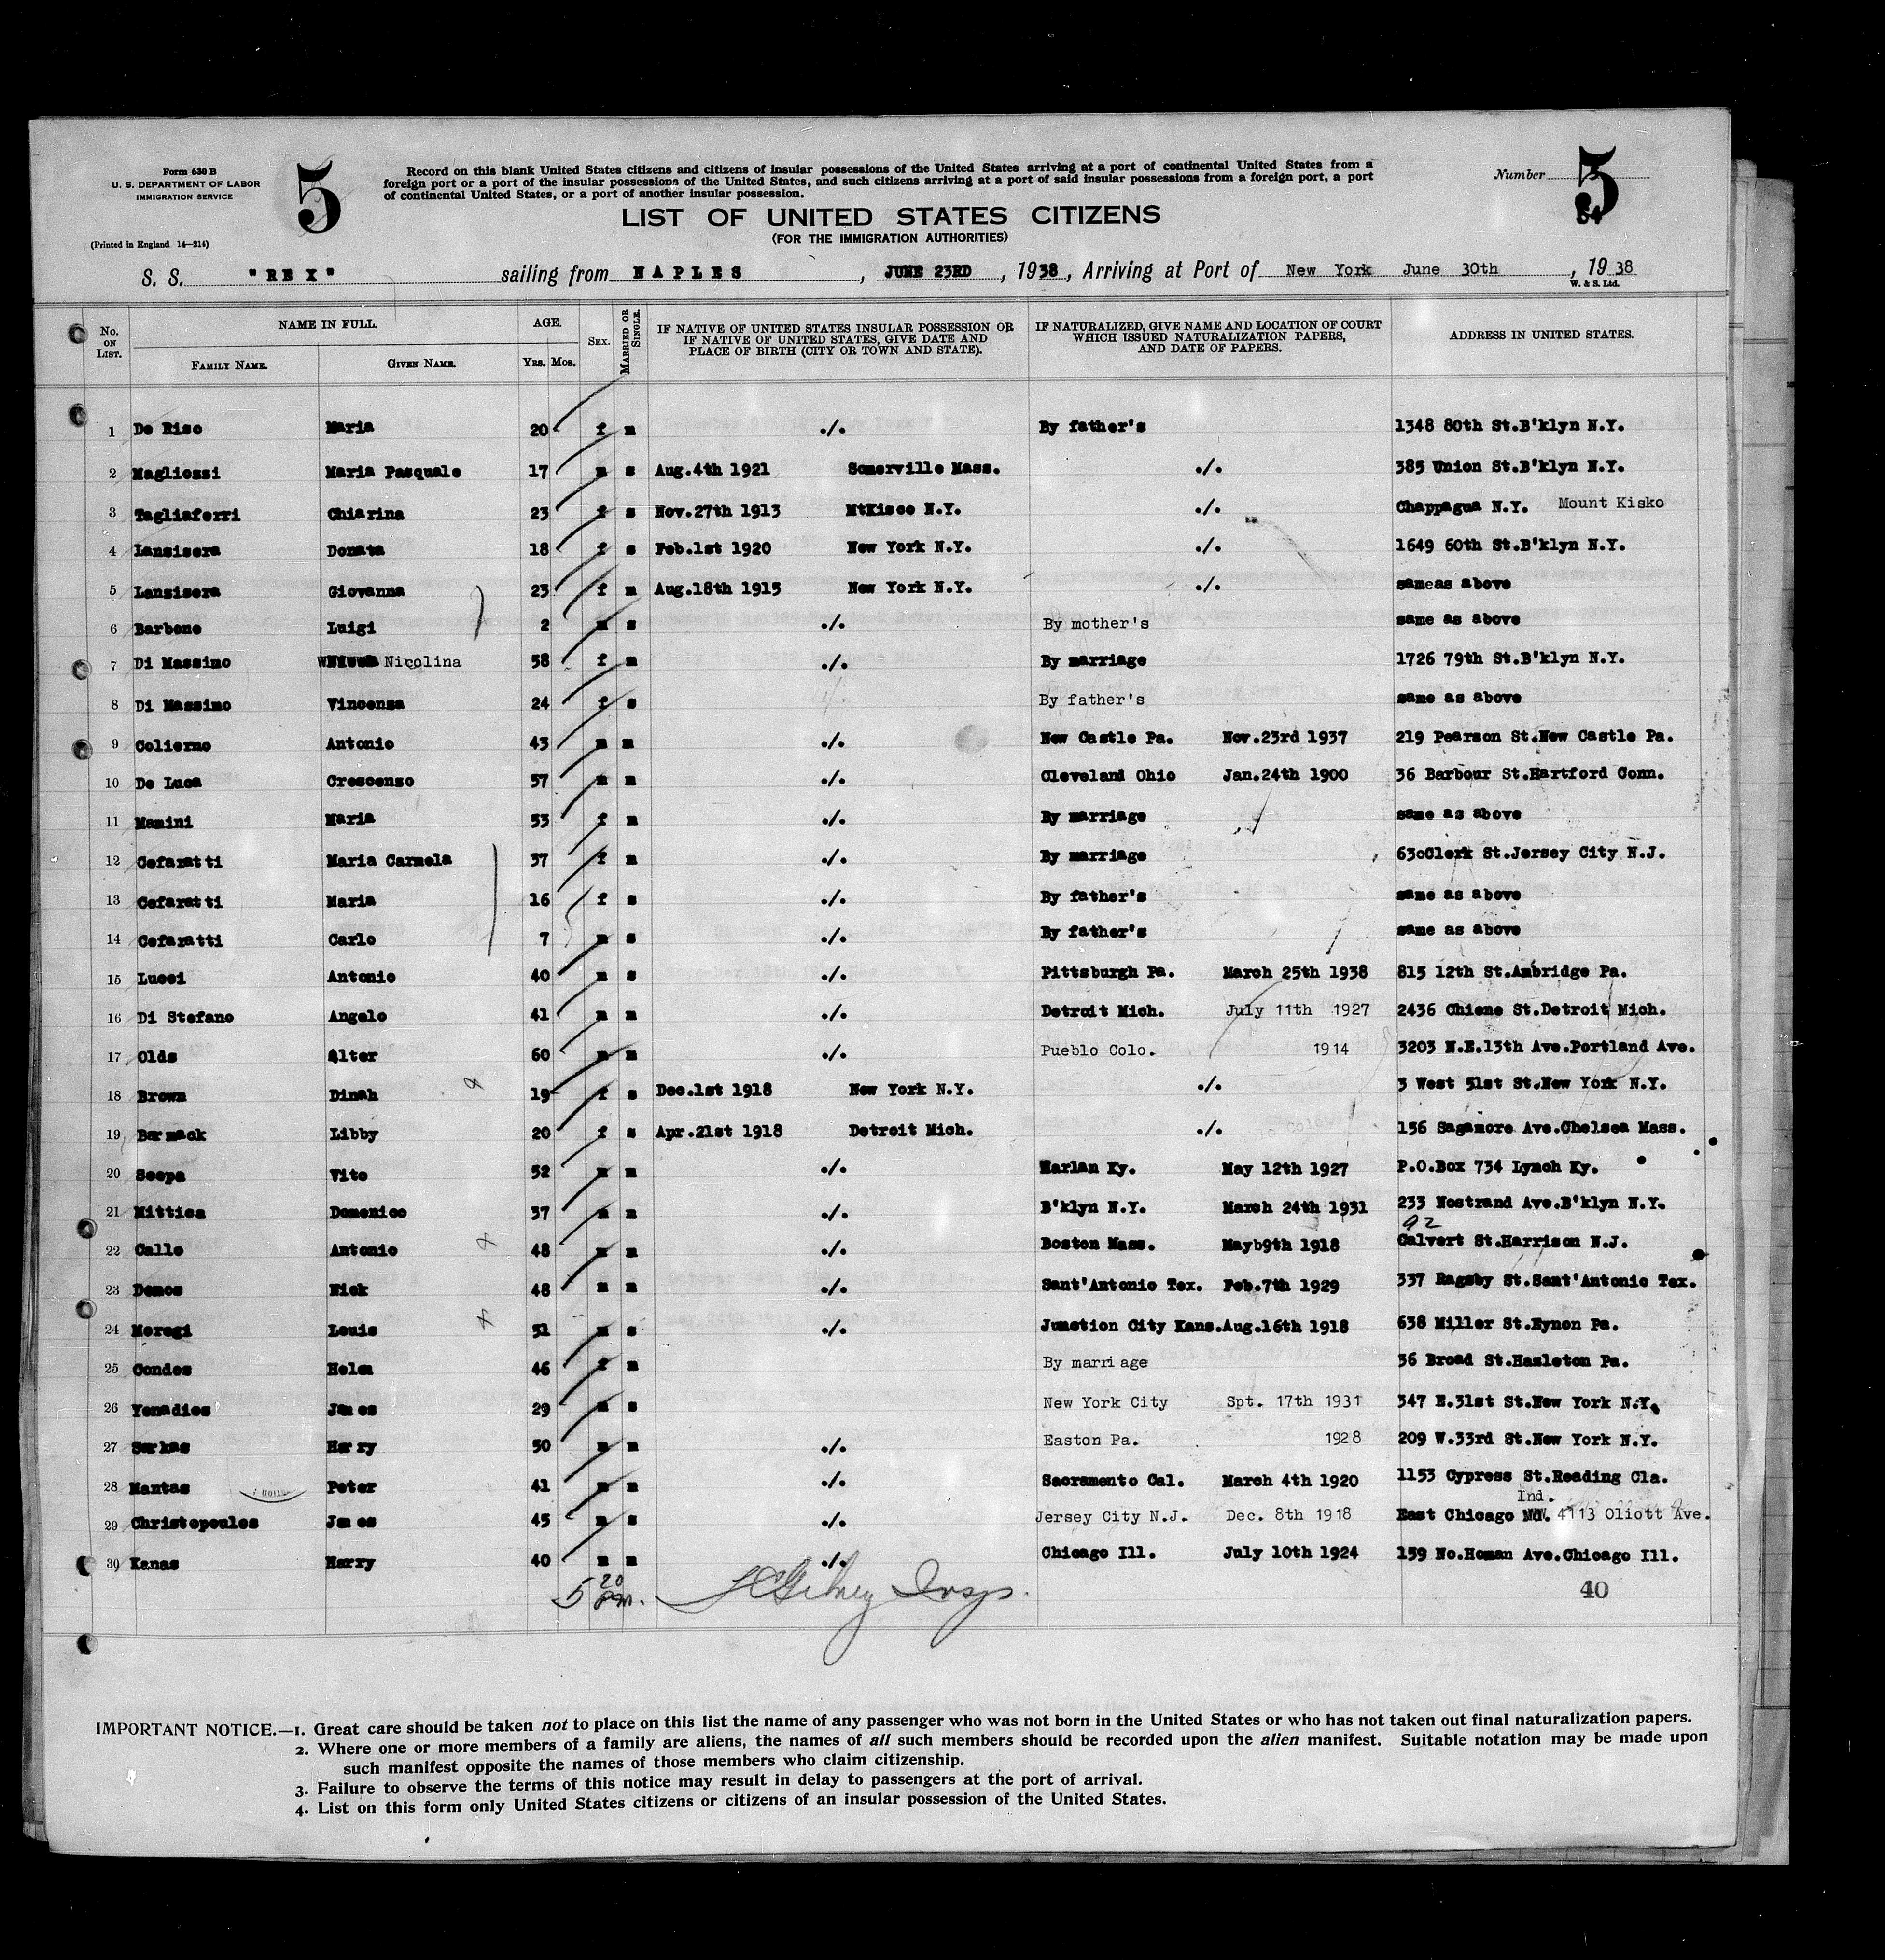 Form 630 B
U. S. DEPARTMENT OF LABOR
IMMIGRATION SERVICE
(Printed in England 14—214)
5
Record on this blank United States citizens and citizens of insular possessions of the United States arriving at a port of continental United States from a
foreign port or a port of the insular possessions of the United States, and such citizens arriving at a port of said insular possessions from a foreign port, a port
of continental United States, or a port of another insular possession.
Number 5
LIST OF UNITED STATES CITIZENS
(FOR THE IMMIGRATION AUTHORITIES)
S. S. "REX" sailing from NAPLES, JUNE 23RD, 1938, Arriving at Port of New York June 30th, 1938
W. & S. Ltd.
No. ON LIST.
NAME IN FULL.
FAMILY NAME. GIVEN NAME.
AGE.
YRS. MOS.
SEX.
MARRIED OR SINGLE.
IF NATIVE OF UNITED STATES INSULAR POSSESSION OR
IF NATIVE OF UNITED STATES, GIVE DATE AND
PLACE OF BIRTH (CITY OR TOWN AND STATE).
IF NATURALIZED, GIVE NAME AND LOCATION OF COURT
WHICH ISSUED NATURALIZATION PAPERS,
AND DATE OF PAPERS.
ADDRESS IN UNITED STATES.
1 De Riso Maria 20 f m ./. By father's 1348 80th St.B'klyn N.Y.
2 Magliozzi Maria Pasquale 17 m s Aug.4th 1921 Somerville Mass. ./. 385 Union St.B'klyn N.Y.
3 Tagliaferri Chiarina 23 f s Nov.27th 1913 MtKisco N.Y. ./. Chappagua N.Y. Mount Kisko
4 Lansisera Donata 18 f s Feb.1st 1920 New York N.Y. ./. 1649 60th St.B'klyn N.Y.
5 Lansisera Giovanna 23 f m Aug.18th 1915 New York N.Y. ./. sameas above
6 Barbone Luigi 2 m s ./. By mother's same as above
7 Di Massimo Nicolina 58 f m ./. By marriage 1726 79th St.B'klyn N.Y.
8 Di Massimo Vincenza 24 f s By father's same as above
9 Colierno Antonio 43 m m ./. New Castle Pa. Nov.23rd 1937 219 Pearson St.New Castle Pa.
10 De Luca Crescenzo 57 m m ./. Cleveland Ohio Jan.24th 1900 36 Barbour St.Hartford Conn.
11 Mamini Maria 53 f m ./. By marriage same as above
12 Cefaratti Maria Carmela 37 f m ./. By marriage 630Clerk St.Jersey City N.J.
13 Cefaratti Maria 16 f s ./. By father's same as above
14 Cefaratti Carlo 7 m s ./. By father's same as above
15 Lucci Antonio 40 m s ./. Pittsburgh Pa. March 25th 1938 815 12th St.Ambridge Pa.
16 Di Stefano Angelo 41 m m ./. Detroit Mich. July 11th 1927 2436 Chiene St.Detroit Mich.
17 Olds Alter 60 m m ./. Pueblo Colo. 1914 3203 N.E.13th Ave.Portland Ave.
18 Brown Dinah 19 f s Dec.1st 1918 New York N.Y. ./. 3 West 51st St.New York N.Y.
19 Barmack Libby 20 f s Apr.21st 1918 Detroit Mich. ./. 156 Sagamore Ave.Chelsea Mass.
20 Scopa Vito 52 m m ./. Harlan Ky. May 12th 1927 P.O.Box 734 Lynch Ky.
21 Mittica Domenico 37 m m ./. B'klyn N.Y. March 24th 1931 233 Nostrand Ave.B'klyn N.Y.
92
22 Callo Antonio 48 m m ./. Boston Mass. Mayb9th 1918 Calvert St.Harrison N.J.
23 Demos Nick 48 m m ./. Sant'Antonio Tex. Feb.7th 1929 337 Ragsby St.Sant'Antonio Tex.
24 Moregi Louis 51 m s ./. Junction City Kans.Aug.16th 1918 638 Miller St.Eynon Pa.
25 Condos Helen 46 f m By marriage 36 Broad St.Hazleton Pa.
26 Yenadios James 29 m s New York City Spt. 17th 1931 347 E.31st St.New York N.Y.
27 Sarkas Harry 50 m m ./. Easton Pa. 1928 209 W.33rd St.New York N.Y.
28 Mantas Peter 41 m m ./. Sacramento Cal. March 4th 1920 1153 Cypress St.Reading Cla.
Ind.
29 Christopoulos James 45 m s ./. Jersey City N.J. Dec. 8th 1918 East Chicago 4113 Oliott Ave.
30 Kanas Harry 40 m m ./. Chicago Ill. July 10th 1924 159 No.Homan Ave.Chicago Ill.
5 20 pm. Insp.
40
IMPORTANT NOTICE.—1. Great care should be taken not to place on this list the name of any passenger who was not born in the United States or who has not taken out final naturalization papers.
2. Where one or more members of a family are aliens, the names of all such members should be recorded upon the alien manifest. Suitable notation may be made upon
such manifest opposite the names of those members who claim citizenship.
3. Failure to observe the terms of this notice may result in delay to passengers at the port of arrival.
4. List on this form only United States citizens or citizens of an insular possession of the United States.